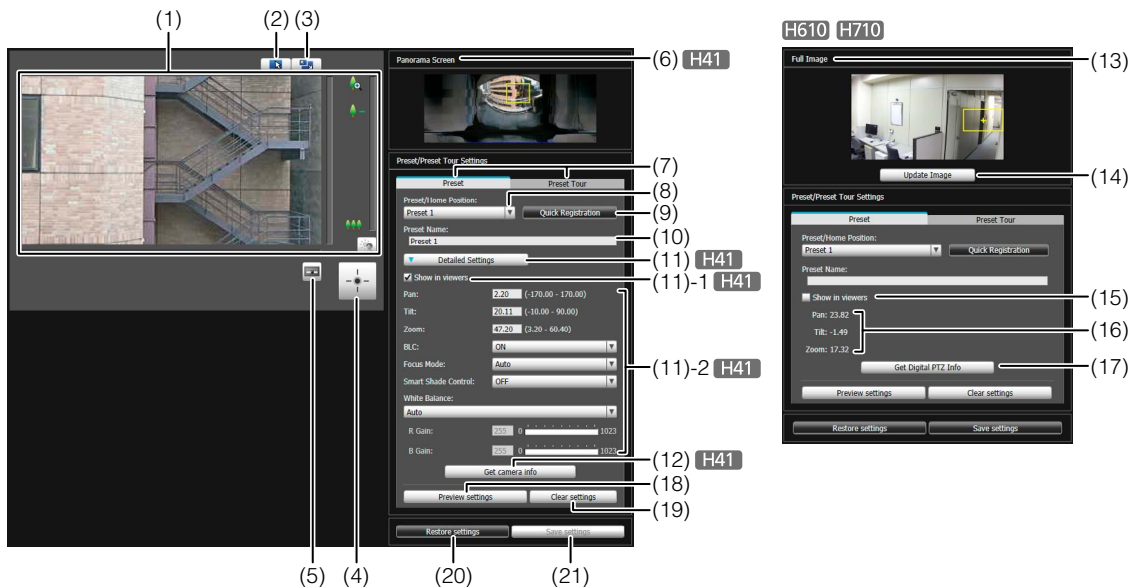 (1)
(2)
(3)
(5)
(4)
Panorama Screen
(6) H41
Preset/Preset Tour Settings
(7)
Preset
Preset Tour
Preset/Home Position:
(8)
Preset 1
Quick Registration
(9)
Preset Name:
Preset 1
(10)
Detailed Settings
(11) H41
Show in viewers
(11)-1 H41
Pan: 2.20 (-170.00 - 170.00)
Tilt: 20.11 (-10.00 - 90.00)
Zoom: 47.20 (3.20 - 60.40)
BLC: ON
Focus Mode: Auto
(11)-2 H41
Smart Shade Control: OFF
White Balance:
Auto
R Gain: 255 0 1023
B Gain: 255 0 1023
Get camera info
(12) H41
Preview settings
Clear settings
(18)
(19)
Restore settings
Save settings
(20)
(21)
H610 H710
Full Image
(13)
Update Image
(14)
Preset/Preset Tour Settings
Preset
Preset Tour
Preset/Home Position:
Preset 1
Quick Registration
Preset Name:
Show in viewers
(15)
Pan: 23.82
Tilt: -1.49
(16)
Zoom: 17.32
Get Digital PTZ Info
(17)
Preview settings
Clear settings
Restore settings
Save settings